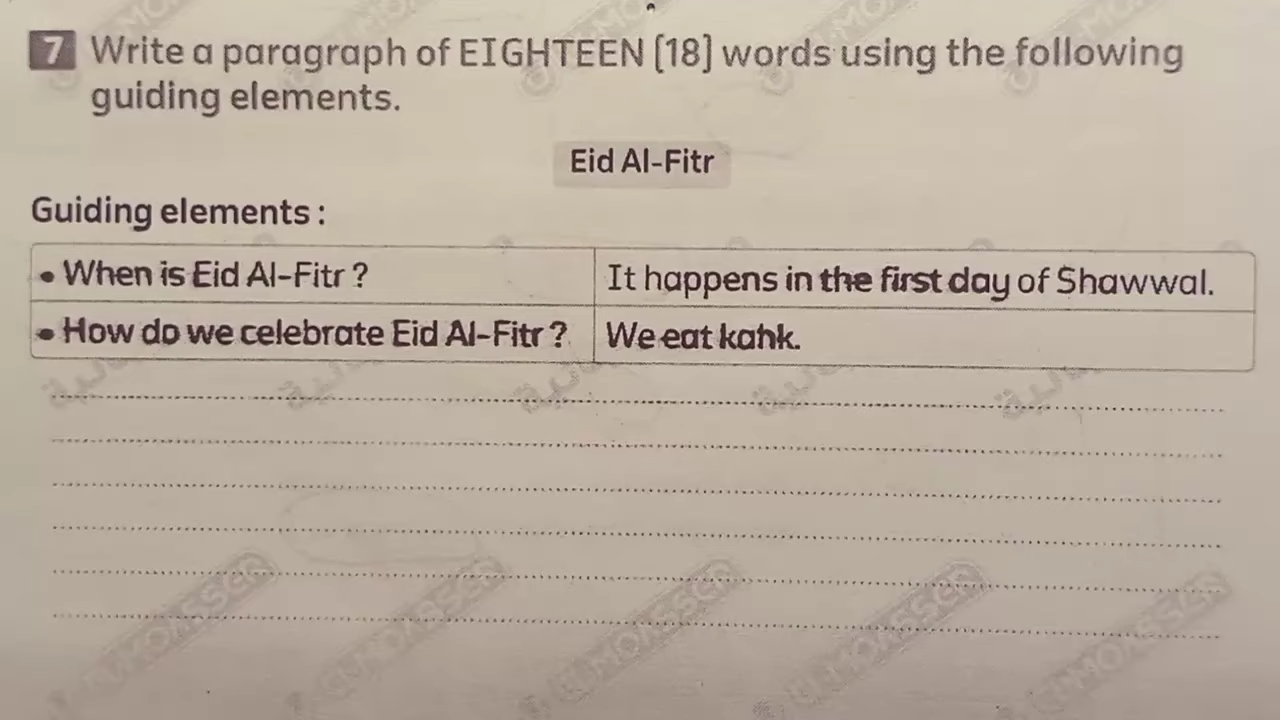 7 Write a paragraph of EIGHTEEN [18] words using the following
guiding elements.
Eid Al-Fitr
Guiding elements :
• When is Eid Al-Fitr ? It happens in the first day of Shawwal.
• How do we celebrate Eid Al-Fitr ? We eat kahk.